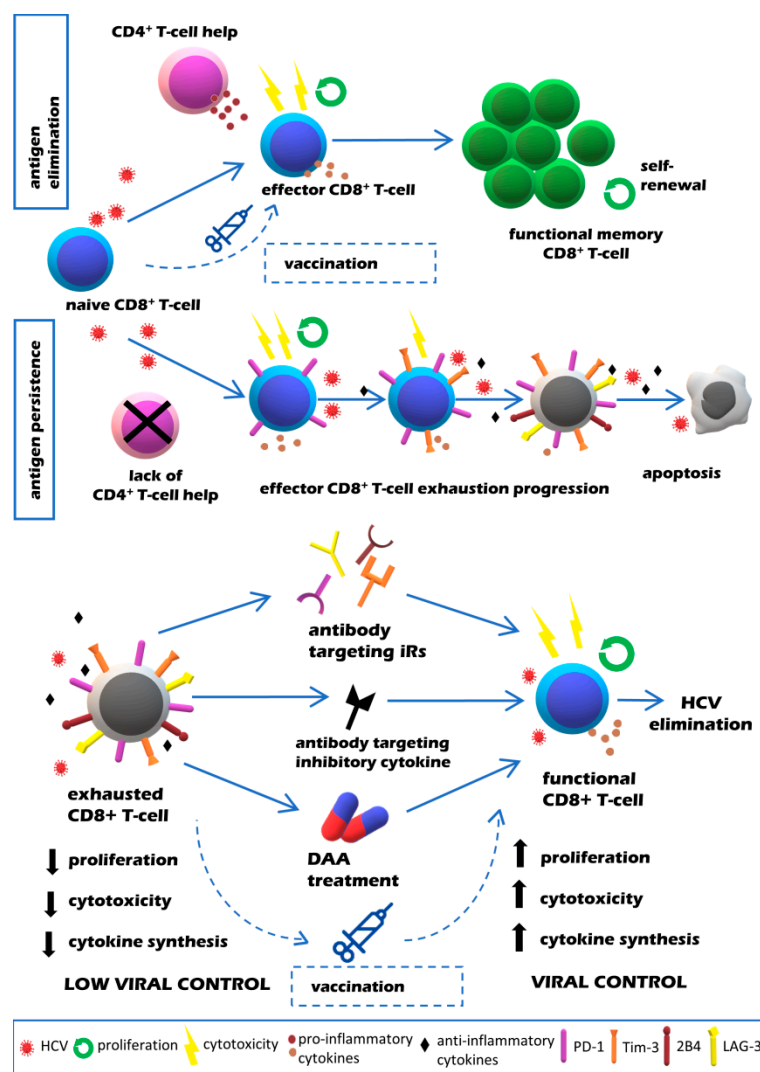 CD4+ T-cell help
antigen
elimination
effector CD8+ T-cell
self-
renewal
functional memory
CD8+ T-cell
vaccination
naive CD8+ T-cell
antigen persistence
lack of
CD4+ T-cell help
effector CD8+ T-cell exhaustion progression
apoptosis
antibody
targeting iRs
antibody targeting
inhibitory cytokine
HCV
elimination
exhausted
CD8+ T-cell
functional
CD8+ T-cell
DAA
treatment
proliferation
cytotoxicity
cytokine synthesis
LOW VIRAL CONTROL
vaccination
proliferation
cytotoxicity
cytokine synthesis
VIRAL CONTROL
HCV
proliferation
cytotoxicity
pro-inflammatory
cytokines
anti-inflammatory
cytokines
PD-1
Tim-3
2B4
LAG-3